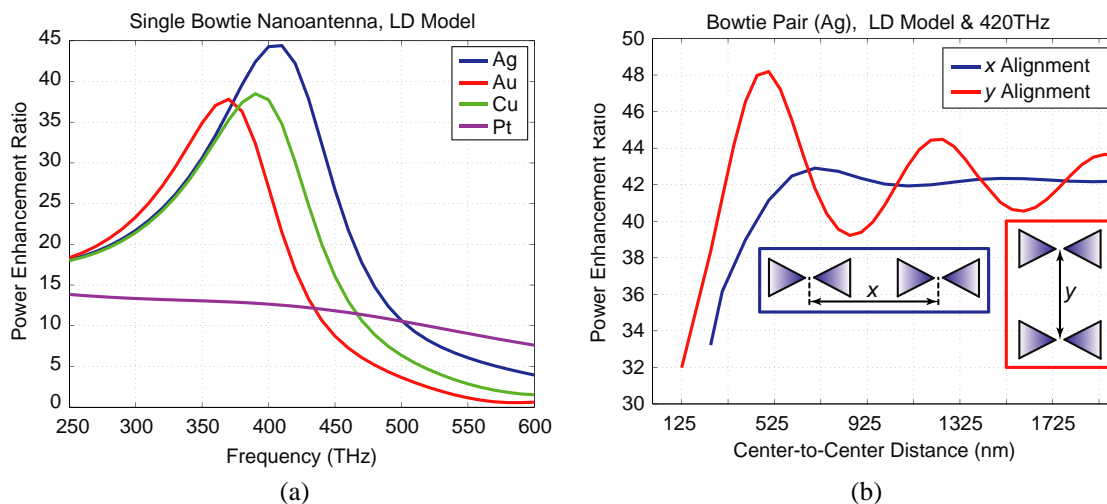 Single Bowtie Nanoantenna, LD Model
45
40
35
30
25
20
15
10
5
0
Power Enhancement Ratio
Ag
Au
Cu
Pt
250 300 350 400 450 500 550 600
Frequency (THz)
(a)
Bowtie Pair (Ag), LD Model & 420THz
50
48
46
44
42
40
38
36
34
32
30
Power Enhancement Ratio
x Alignment
y Alignment
x
y
125 525 925 1325 1725
Center-to-Center Distance (nm)
(b)